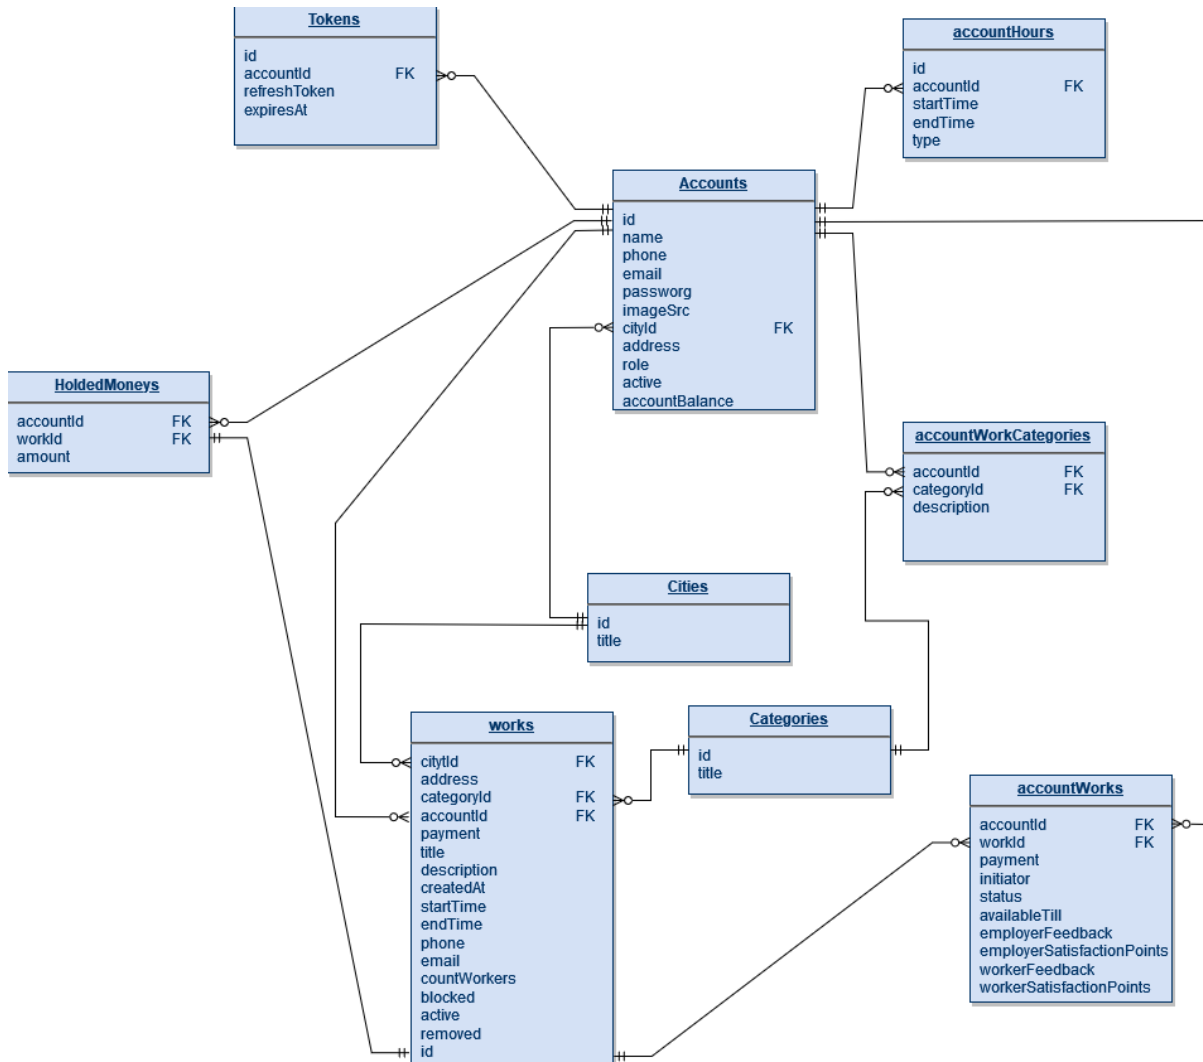 Tokens
id
accountId FK
refreshToken
expiresAt
accountHours
id
accountId FK
startTime
endTime
type
Accounts
id
name
phone
email
passworg
imageSrc
cityId FK
address
role
active
accountBalance
HoldedMoneys
accountId FK
workId FK
amount
accountWorkCategories
accountId FK
categoryId FK
description
Cities
id
title
works
citytId FK
address
categoryId FK
accountId FK
payment
title
description
createdAt
startTime
endTime
phone
email
countWorkers
blocked
active
removed
id
Categories
id
title
accountWorks
accountId FK
workId FK
payment
initiator
status
availableTill
employerFeedback
employerSatisfactionPoints
workerFeedback
workerSatisfactionPoints